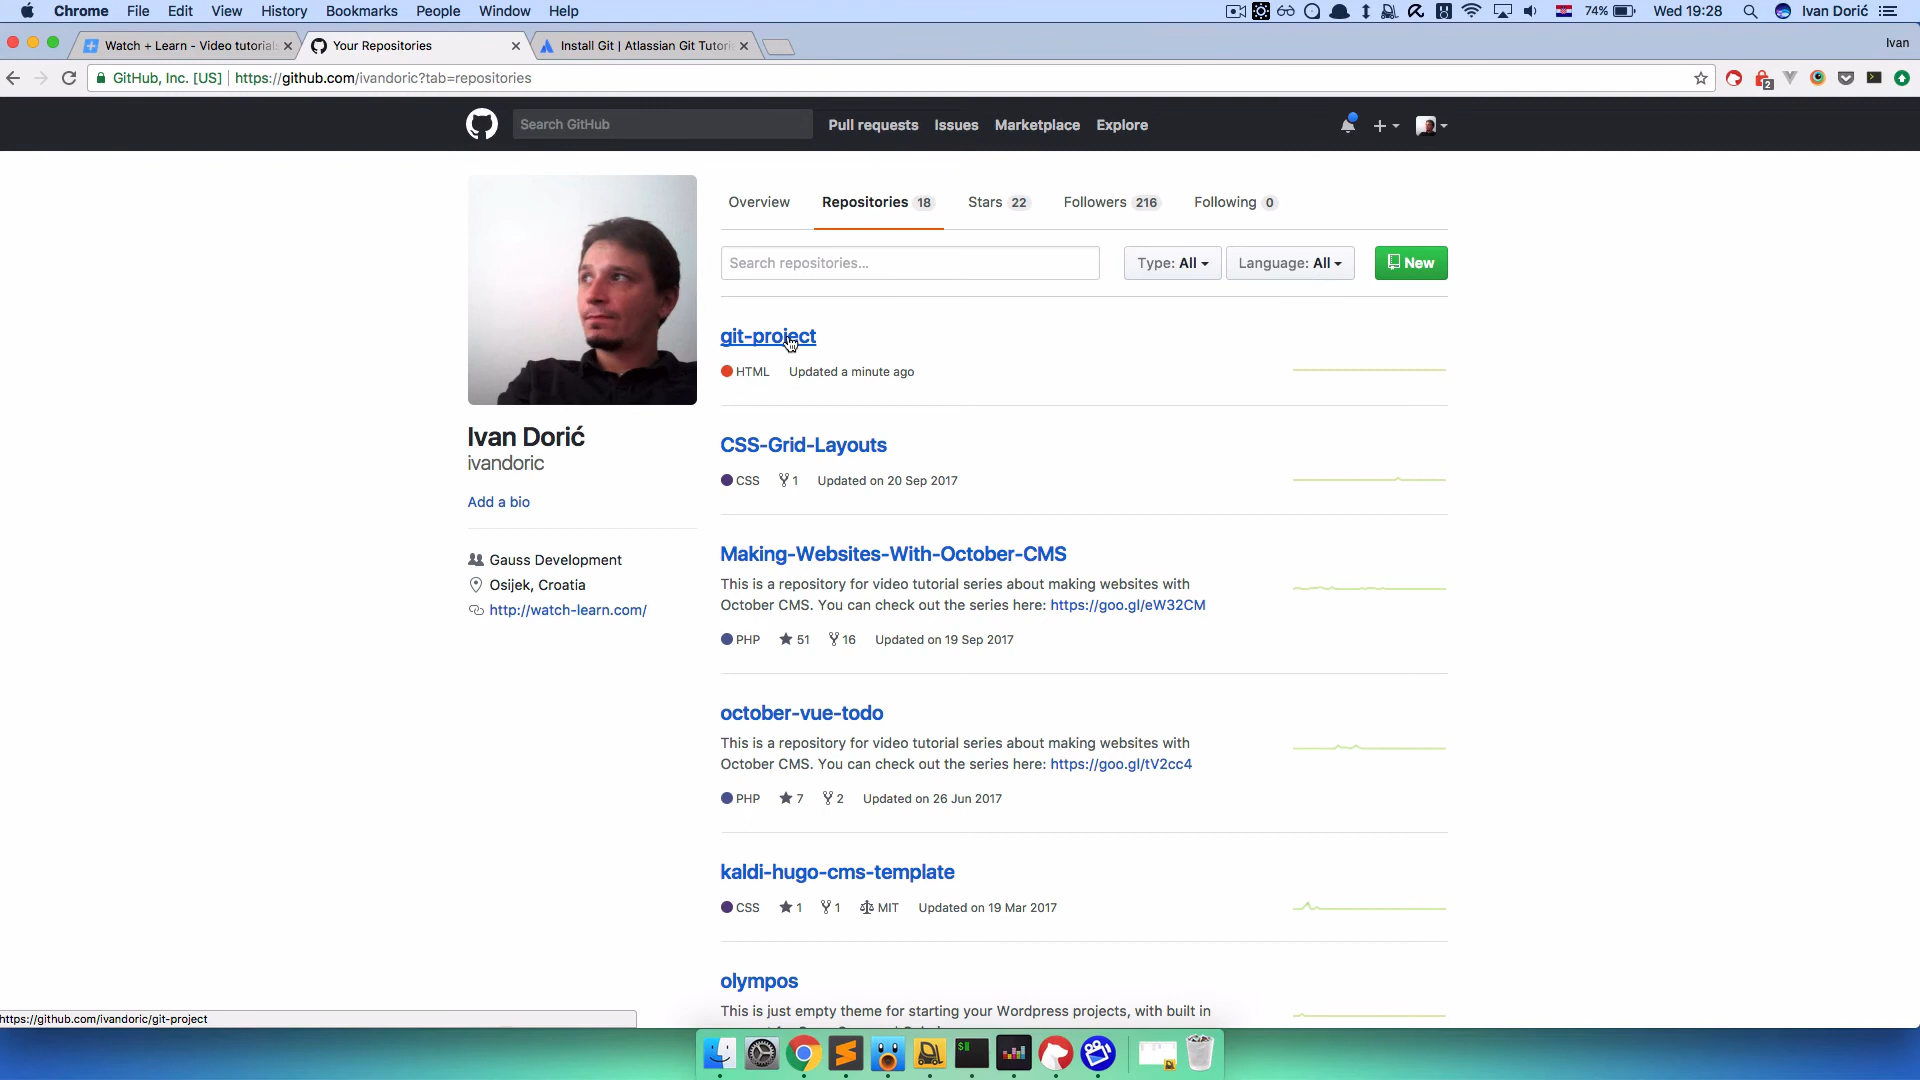 Chrome File Edit View History Bookmarks People Window Help 74% Wed 19:28 Ivan Dorić
Watch + Learn - Video tutorials Your Repositories Install Git | Atlassian Git Tutori Ivan
GitHub, Inc. [US] https://github.com/ivandoric?tab=repositories 2
Search GitHub Pull requests Issues Marketplace Explore
Overview Repositories 18 Stars 22 Followers 216 Following 0
Search repositories... Type: All Language: All New
git-project
HTML Updated a minute ago
Ivan Dorić
ivandoric
Add a bio
Gauss Development
Osijek, Croatia
http://watch-learn.com/
CSS-Grid-Layouts
CSS 1 Updated on 20 Sep 2017
Making-Websites-With-October-CMS
This is a repository for video tutorial series about making websites with
October CMS. You can check out the series here: https://goo.gl/eW32CM
PHP 51 16 Updated on 19 Sep 2017
october-vue-todo
This is a repository for video tutorial series about making websites with
October CMS. You can check out the series here: https://goo.gl/tV2cc4
PHP 7 2 Updated on 26 Jun 2017
kaldi-hugo-cms-template
CSS 1 1 MIT Updated on 19 Mar 2017
olympos
This is just empty theme for starting your Wordpress projects, with built in
https://github.com/ivandoric/git-project